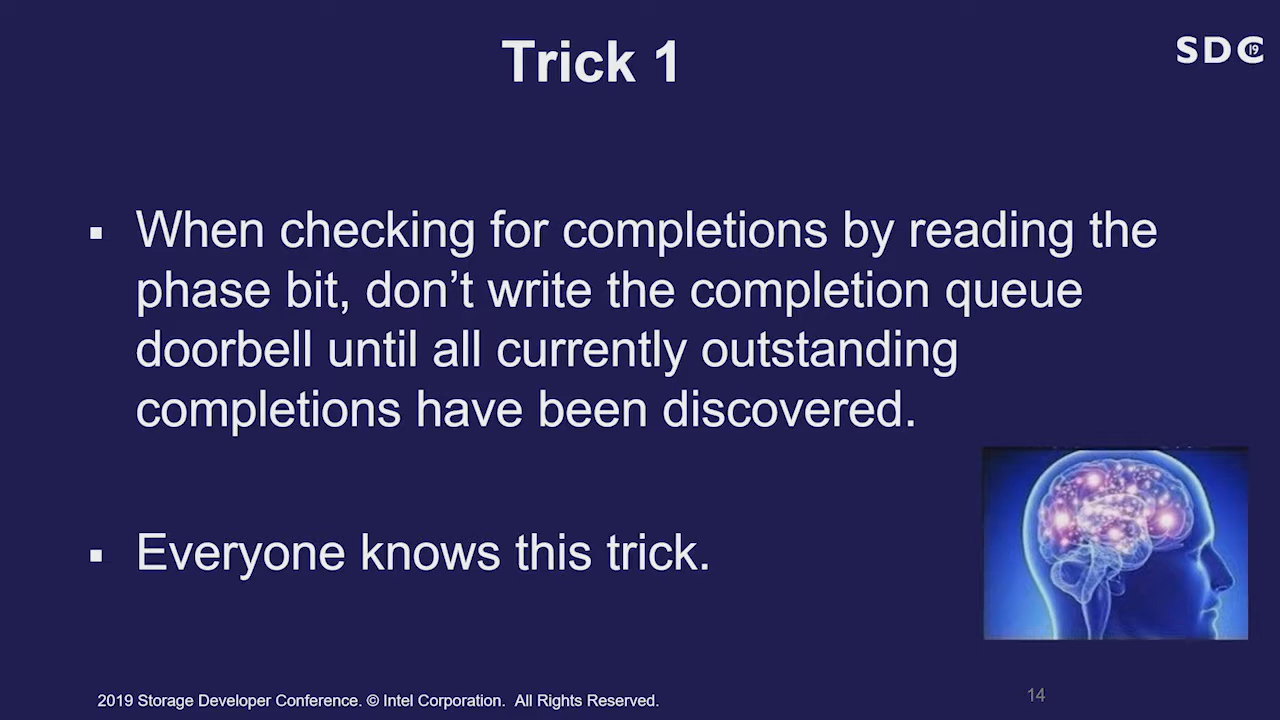 Trick 1
SDC 19
▪ When checking for completions by reading the
phase bit, don’t write the completion queue
doorbell until all currently outstanding
completions have been discovered.
▪ Everyone knows this trick.
2019 Storage Developer Conference. © Intel Corporation. All Rights Reserved.
14